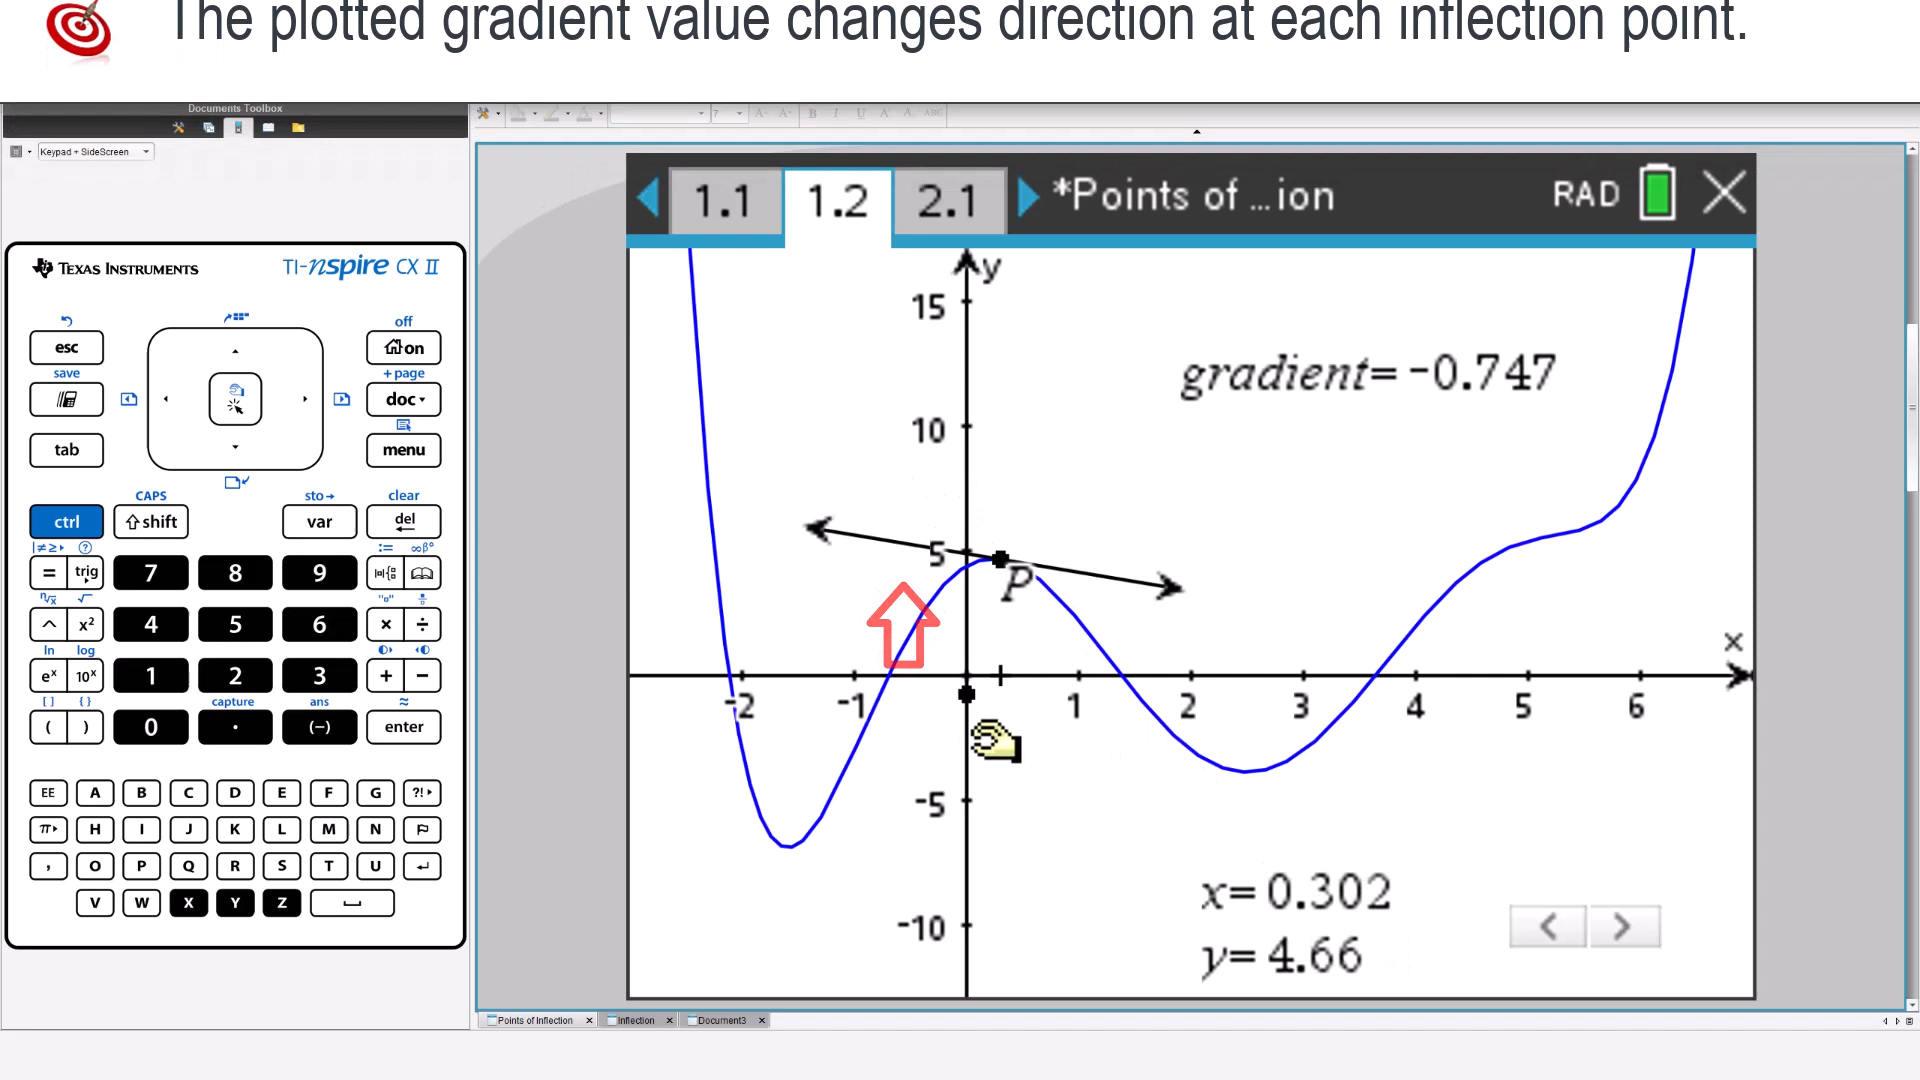 The plotted gradient value changes direction at each inflection point.
Documents Toolbox
Keypad + SideScreen
7
B I U
1.1
1.2
2.1
*Points of ...ion
RAD
TEXAS INSTRUMENTS
TI-nspire CX II
off
esc
on
save
+ page
doc
tab
menu
CAPS
sto→
clear
ctrl
shift
var
del
|≠≥▸ ?
:= ∞β°
= trig 7 8 9
ⁿ√x √
"□"
^ x² 4 5 6 × ÷
ln log
eˣ 10ˣ 1 2 3 + −
[ ] { } capture ans ≈
( ) 0 . (−) enter
EE A B C D E F G ?!▸
π▸ H I J K L M N
, O P Q R S T U
V W X Y Z
y
15
gradient= -0.747
10
5
P
x
-2 -1 1 2 3 4 5 6
-5
x= 0.302
-10
y= 4.66
< >
Points of Inflection
Inflection
Document3